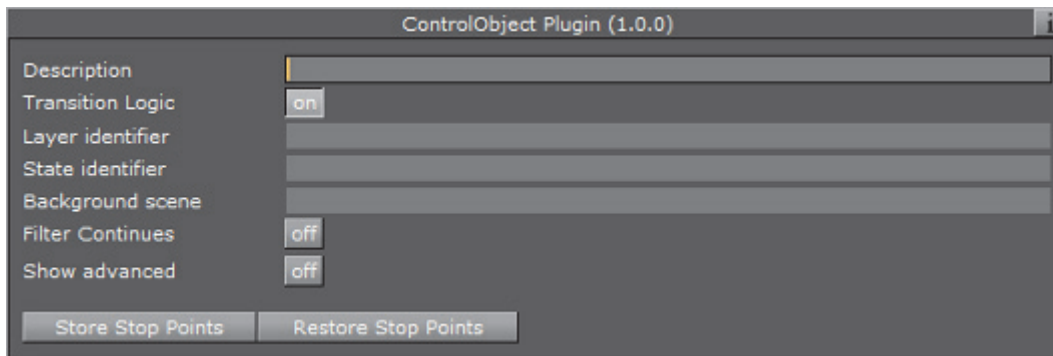 ControlObject Plugin (1.0.0) i
Description
Transition Logic on
Layer identifier
State identifier
Background scene
Filter Continues off
Show advanced off
Store Stop Points Restore Stop Points